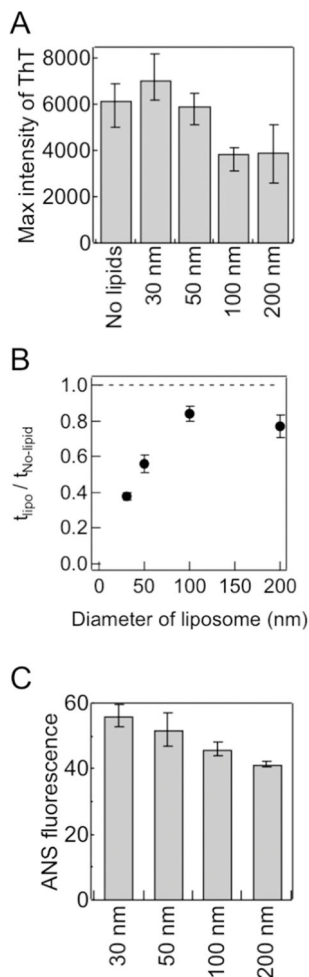 A
Max intensity of ThT
8000
6000
4000
2000
0
No lipids
30 nm
50 nm
100 nm
200 nm
B
t_lipo / t_No-lipid
1.0
0.8
0.6
0.4
0.2
0.0
0 50 100 150 200
Diameter of liposome (nm)
C
ANS fluorescence
60
40
20
0
30 nm
50 nm
100 nm
200 nm